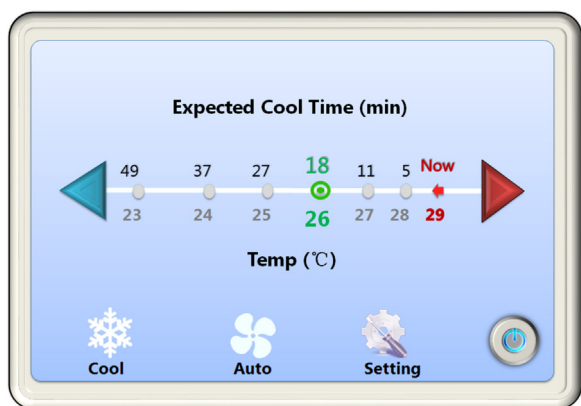 Expected Cool Time (min)
49 37 27 18 11 5 Now
23 24 25 26 27 28 29
Temp (℃)
Cool Auto Setting